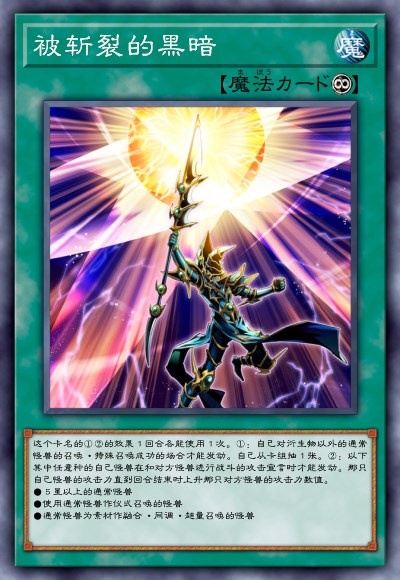 被斩裂的黑暗
魔
【魔法カード】
まほう
这个卡名的①②的效果1回合各能使用1次。①：自己对衍生物以外的通常
怪兽的召唤・特殊召唤成功的场合才能发动。自己从卡组抽1张。②：以下
其中任意种的自己怪兽在和对方怪兽进行战斗的攻击宣言时才能发动。那只
自己怪兽的攻击力直到回合结束时上升那只对方怪兽的攻击力数值。
●5星以上的通常怪兽
●使用通常怪兽作仪式召唤的怪兽
●通常怪兽为素材作融合・同调・超量召唤的怪兽